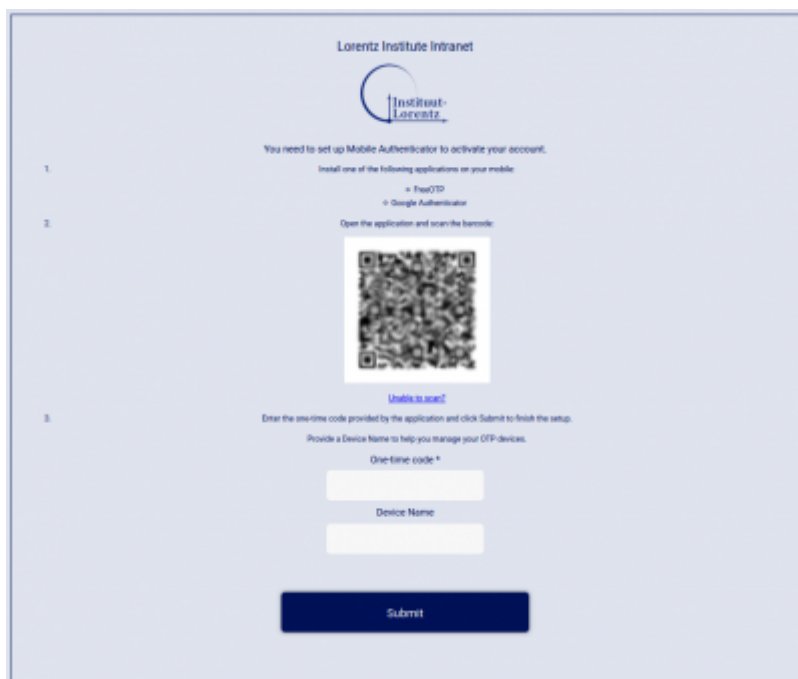 Lorentz Institute Intranet
Instituut-
Lorentz
You need to set up Mobile Authenticator to activate your account.
1. Install one of the following applications on your mobile:
FreeOTP
Google Authenticator
2. Open the application and scan the barcode:
Unable to scan?
3. Enter the one-time code provided by the application and click Submit to finish the setup.
Provide a Device Name to help you manage your OTP devices.
One-time code *
Device Name
Submit